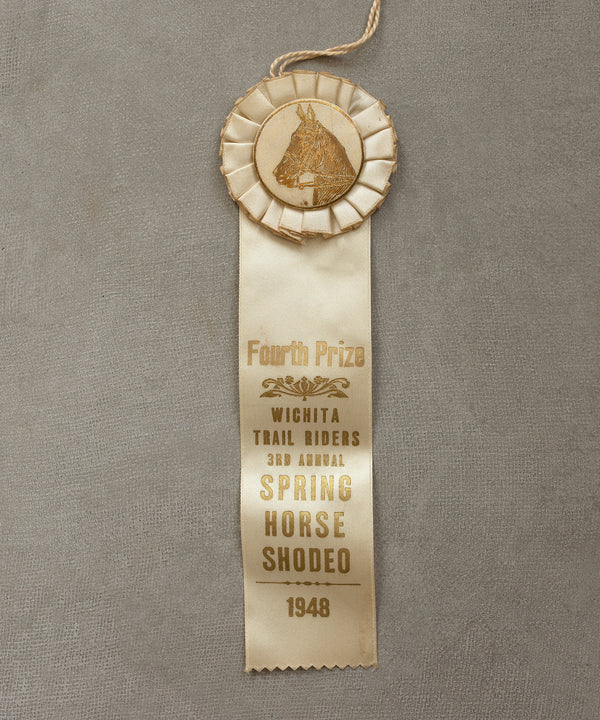 Fourth Prize
WICHITA
TRAIL RIDERS
3RD ANNUAL
SPRING
HORSE
SHODEO
1948